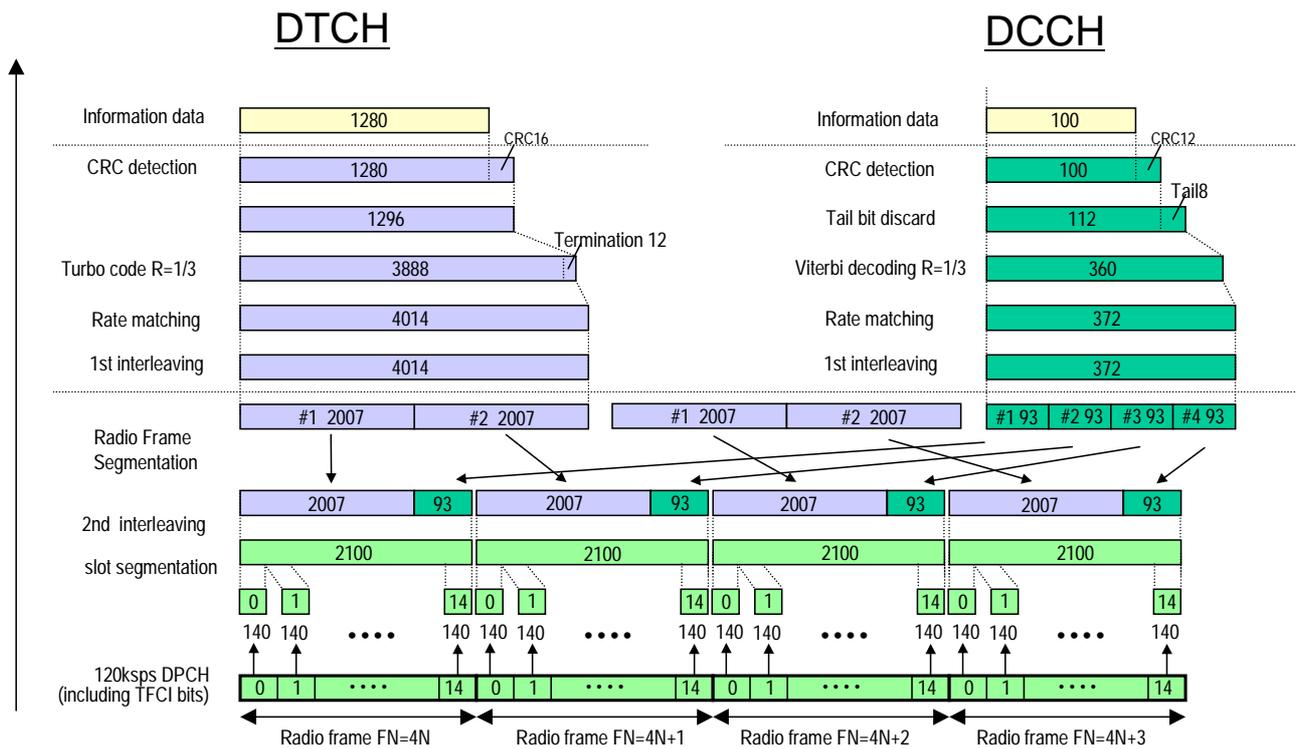 DTCH DCCH
Information data 1280 Information data 100
CRC16 CRC12
CRC detection 1280 CRC detection 100
Tail8
1296 Tail bit discard 112
Termination 12
Turbo code R=1/3 3888 Viterbi decoding R=1/3 360
Rate matching 4014 Rate matching 372
1st interleaving 4014 1st interleaving 372
#1 2007 #2 2007 #1 2007 #2 2007 #1 93 #2 93 #3 93 #4 93
Radio Frame
Segmentation
2007 93 2007 93 2007 93 2007 93
2nd interleaving
2100 2100 2100 2100
slot segmentation
0 1 14 0 1 14 0 1 14 0 1 14
140 140 •••• 140 140 140 •••• 140 140 140 •••• 140 140 140 •••• 140
120ksps DPCH
(including TFCI bits)
0 1 •••• 14 0 1 •••• 14 0 1 •••• 14 0 1 •••• 14
Radio frame FN=4N Radio frame FN=4N+1 Radio frame FN=4N+2 Radio frame FN=4N+3